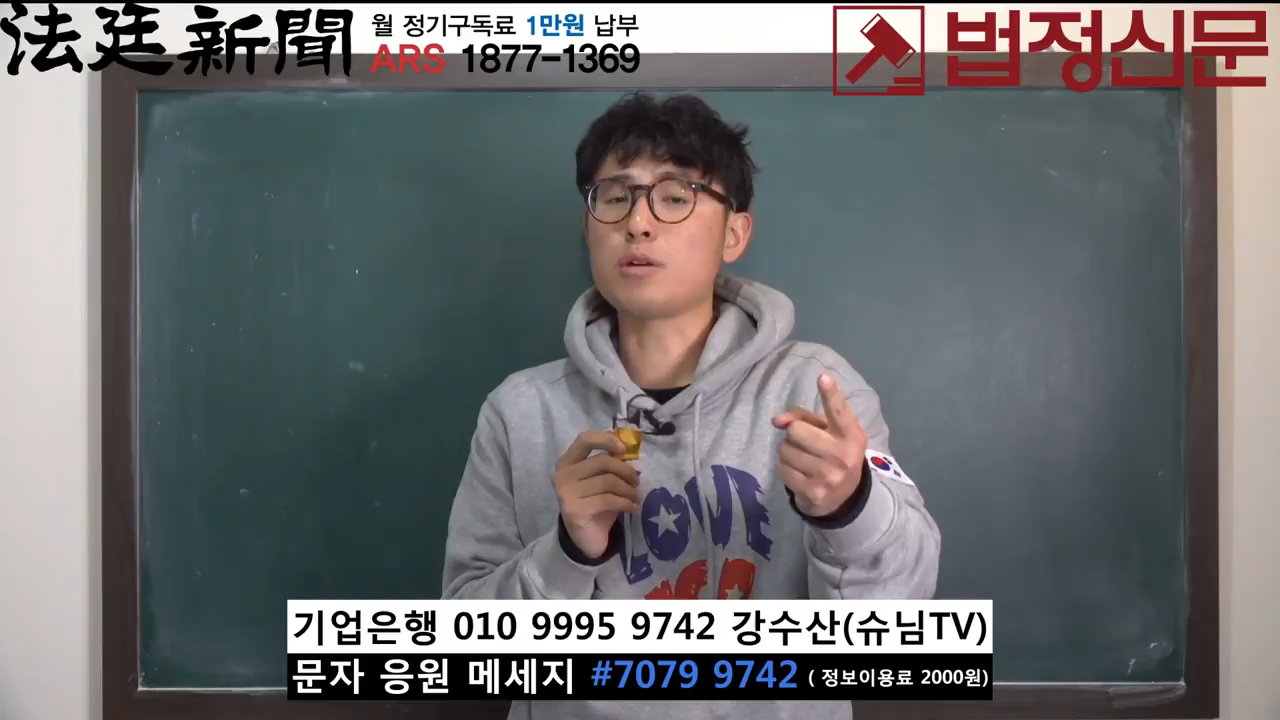 法廷新聞
월 정기구독료 1만원 납부
ARS 1877-1369
법정신문
LOVE
기업은행 010 9995 9742 강수산(슈님TV)
문자 응원 메세지 #7079 9742 ( 정보이용료 2000원)